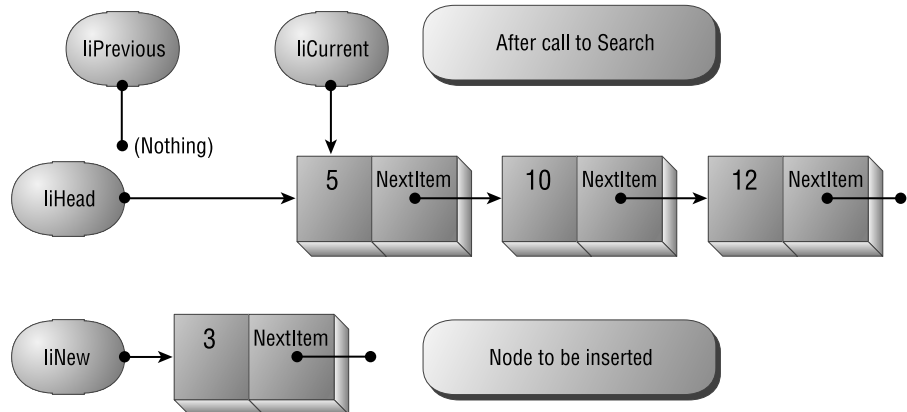 liPrevious
liCurrent
After call to Search
(Nothing)
liHead
5 NextItem
10 NextItem
12 NextItem
liNew
3 NextItem
Node to be inserted